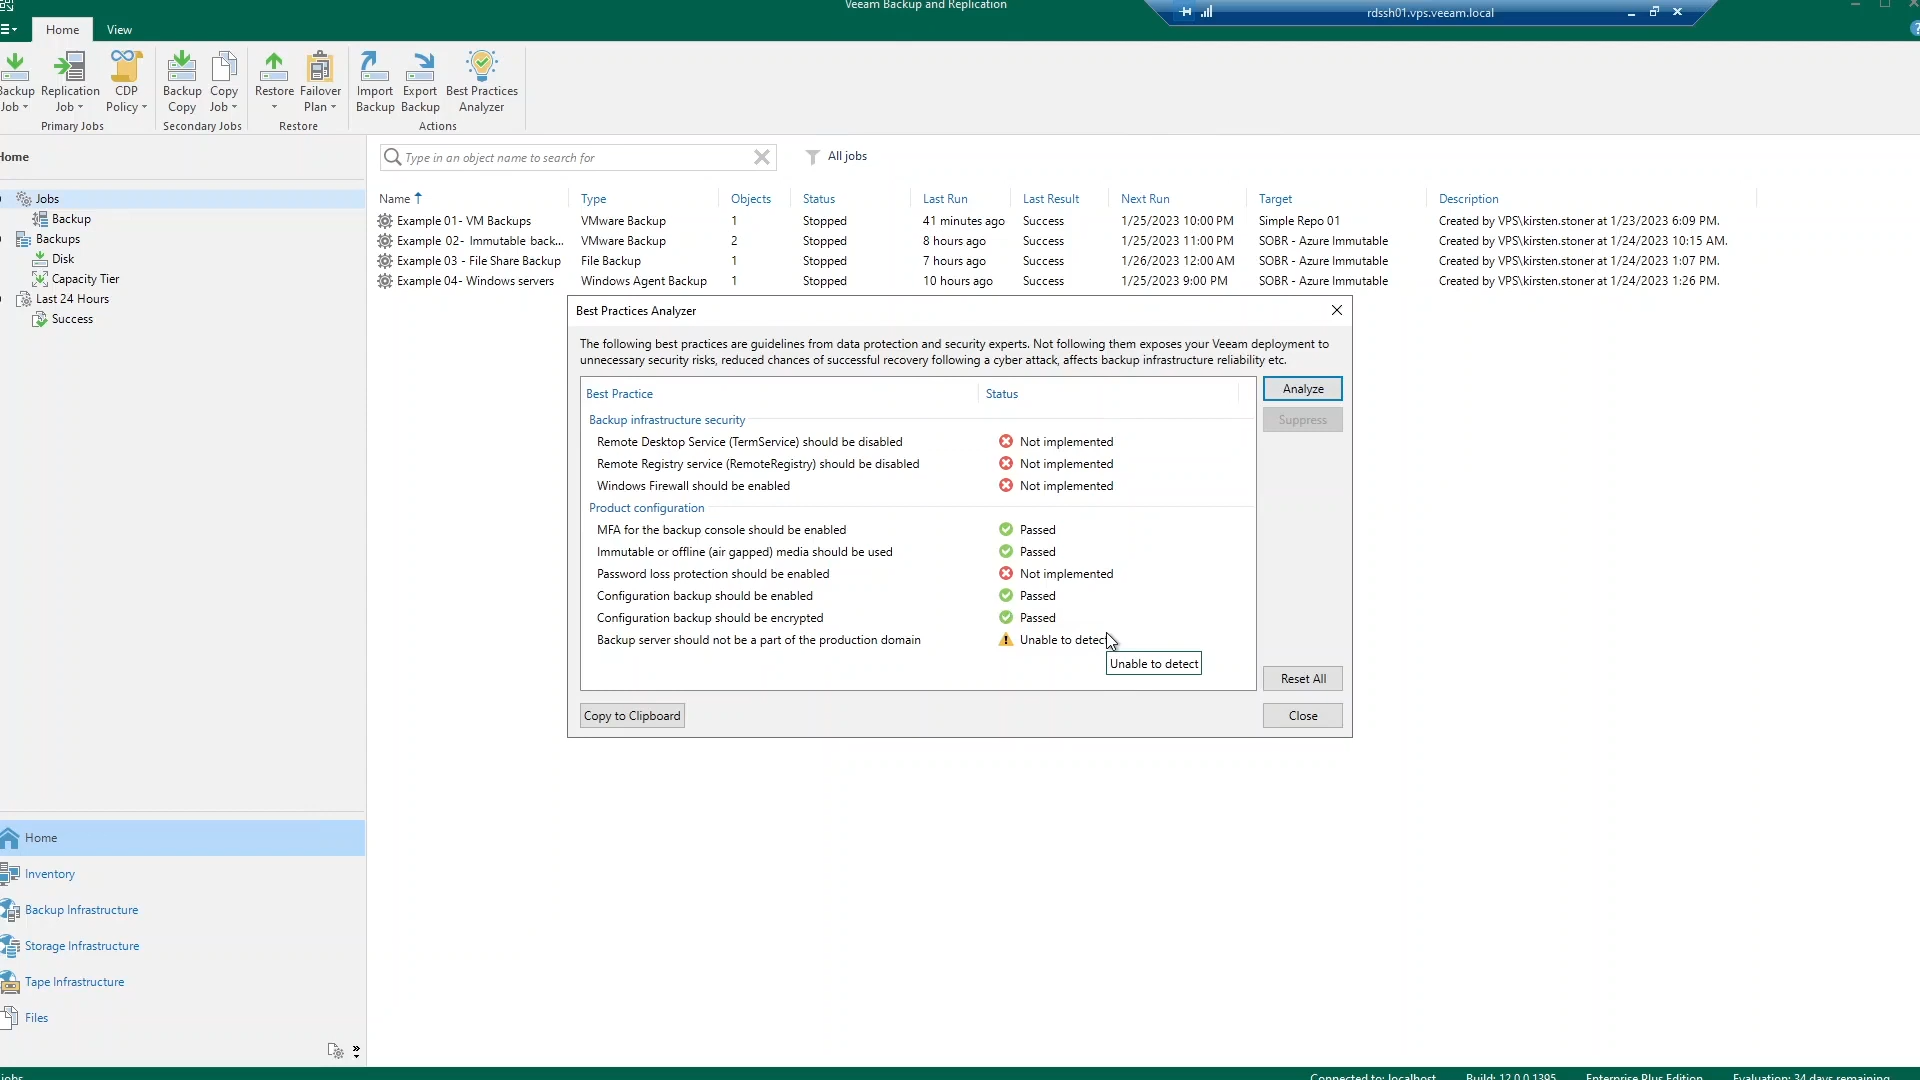 Veeam Backup and Replication
rdssh01.vps.veeam.local
Home View
Backup Job
Replication Job
CDP Policy
Backup Copy
Copy Job
Restore
Failover Plan
Import Backup
Export Backup
Best Practices Analyzer
Primary Jobs
Secondary Jobs
Restore
Actions
Home
Type in an object name to search for
All jobs
Jobs
Backup
Backups
Disk
Capacity Tier
Last 24 Hours
Success
Name Type Objects Status Last Run Last Result Next Run Target Description
Example 01- VM Backups VMware Backup 1 Stopped 41 minutes ago Success 1/25/2023 10:00 PM Simple Repo 01 Created by VPS\kirsten.stoner at 1/23/2023 6:09 PM.
Example 02- Immutable back... VMware Backup 2 Stopped 8 hours ago Success 1/25/2023 11:00 PM SOBR - Azure Immutable Created by VPS\kirsten.stoner at 1/24/2023 10:15 AM.
Example 03 - File Share Backup File Backup 1 Stopped 7 hours ago Success 1/26/2023 12:00 AM SOBR - Azure Immutable Created by VPS\kirsten.stoner at 1/24/2023 1:07 PM.
Example 04- Windows servers Windows Agent Backup 1 Stopped 10 hours ago Success 1/25/2023 9:00 PM SOBR - Azure Immutable Created by VPS\kirsten.stoner at 1/24/2023 1:26 PM.
Best Practices Analyzer
The following best practices are guidelines from data protection and security experts. Not following them exposes your Veeam deployment to
unnecessary security risks, reduced chances of successful recovery following a cyber attack, affects backup infrastructure reliability etc.
Best Practice Status
Analyze
Suppress
Backup infrastructure security
Remote Desktop Service (TermService) should be disabled Not implemented
Remote Registry service (RemoteRegistry) should be disabled Not implemented
Windows Firewall should be enabled Not implemented
Product configuration
MFA for the backup console should be enabled Passed
Immutable or offline (air gapped) media should be used Passed
Password loss protection should be enabled Not implemented
Configuration backup should be enabled Passed
Configuration backup should be encrypted Passed
Backup server should not be a part of the production domain Unable to detect
Unable to detect
Reset All
Copy to Clipboard
Close
Home
Inventory
Backup Infrastructure
Storage Infrastructure
Tape Infrastructure
Files
jobs
Connected to: localhost Build: 12.0.0.1395 Enterprise Plus Edition Evaluation: 34 days remaining